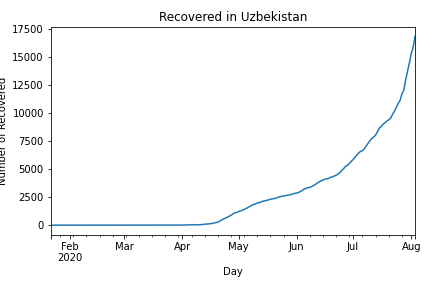 Recovered in Uzbekistan
17500
15000
12500
10000
7500
5000
2500
0
Number of Recovered
Feb
2020
Mar
Apr
May
Jun
Jul
Aug
Day